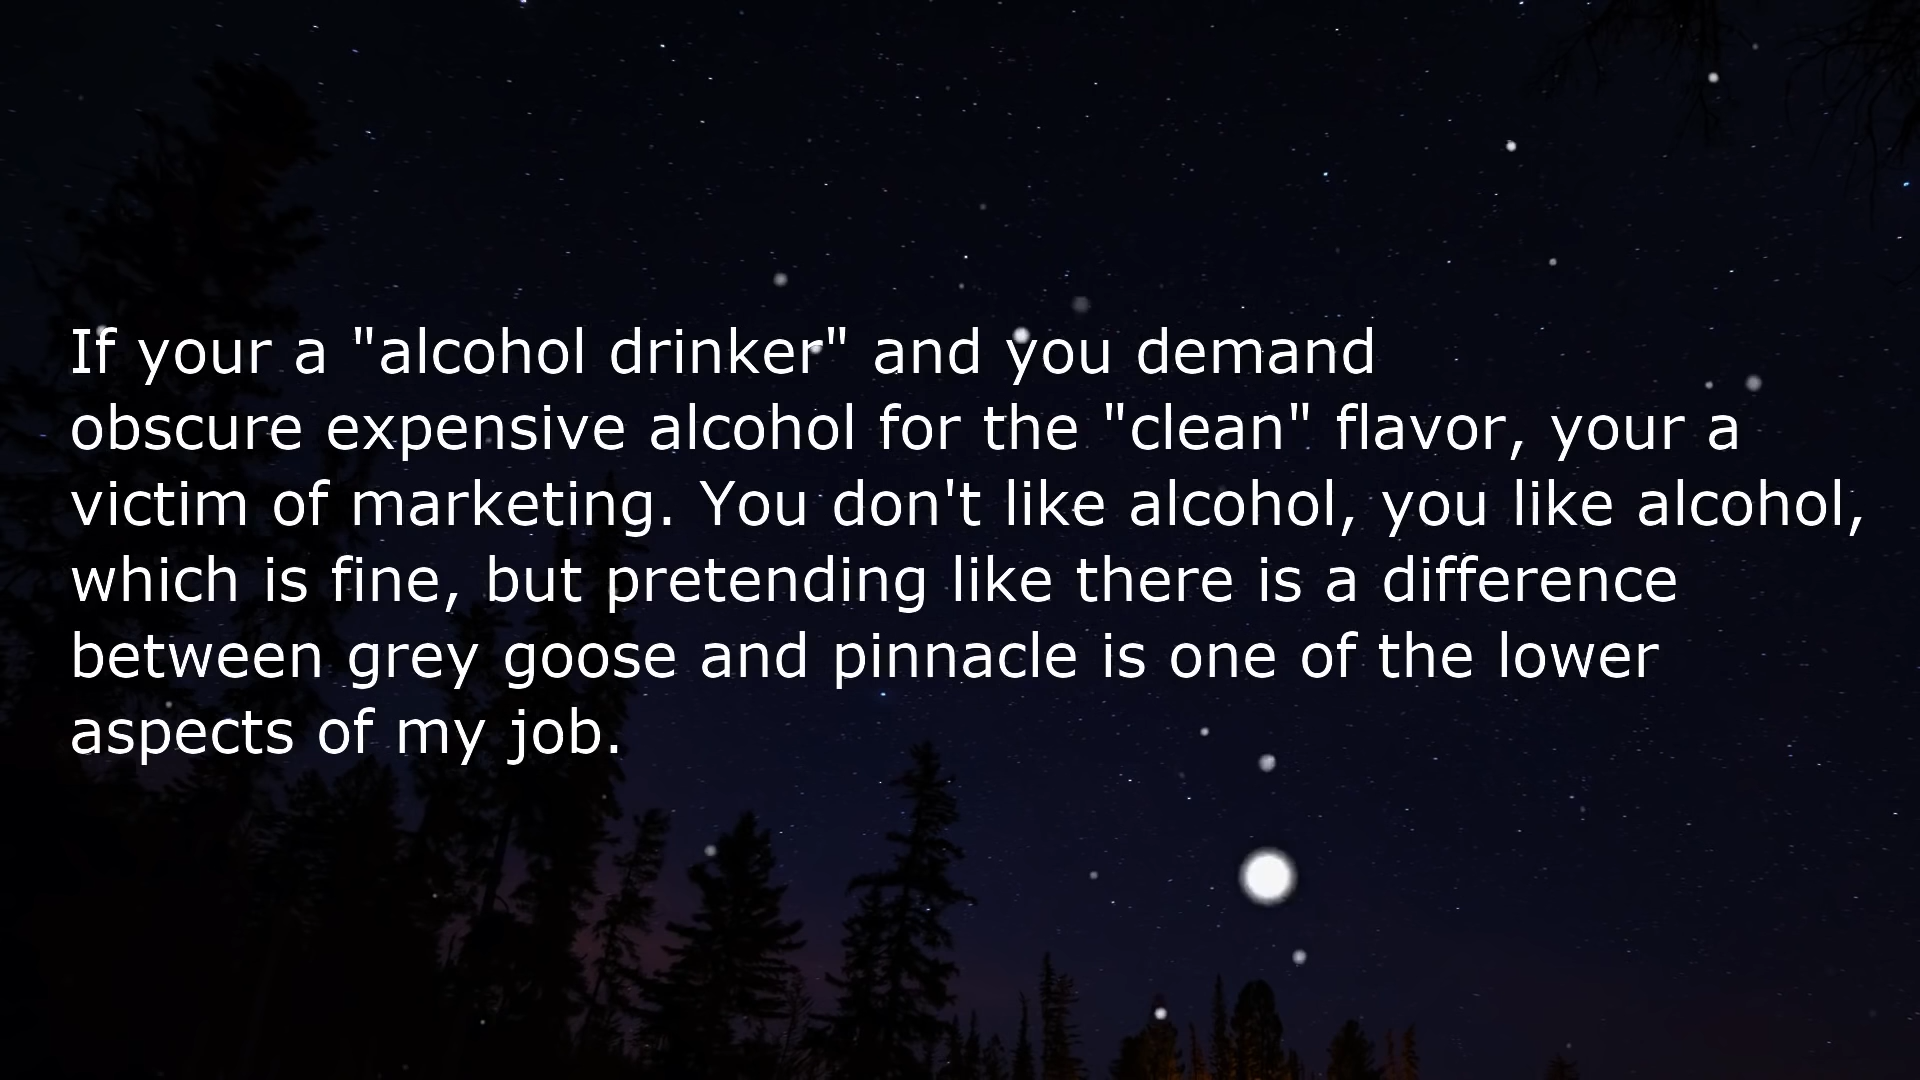 If your a "alcohol drinker" and you demand
obscure expensive alcohol for the "clean" flavor, your a
victim of marketing. You don't like alcohol, you like alcohol,
which is fine, but pretending like there is a difference
between grey goose and pinnacle is one of the lower
aspects of my job.